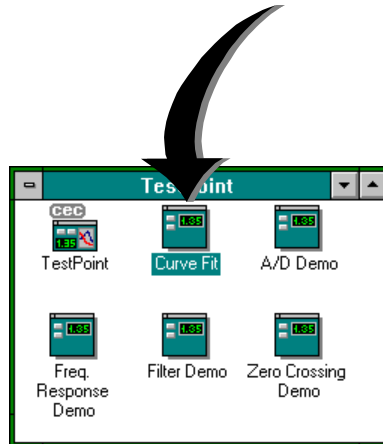 TestPoint
cec
1.35
1.35
1.35
TestPoint
Curve Fit
A/D Demo
1.35
1.35
1.35
Freq.
Response
Demo
Filter Demo
Zero Crossing
Demo